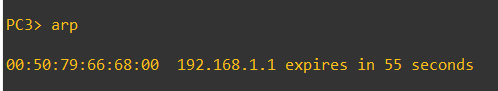 PC3> arp
00:50:79:66:68:00  192.168.1.1 expires in 55 seconds